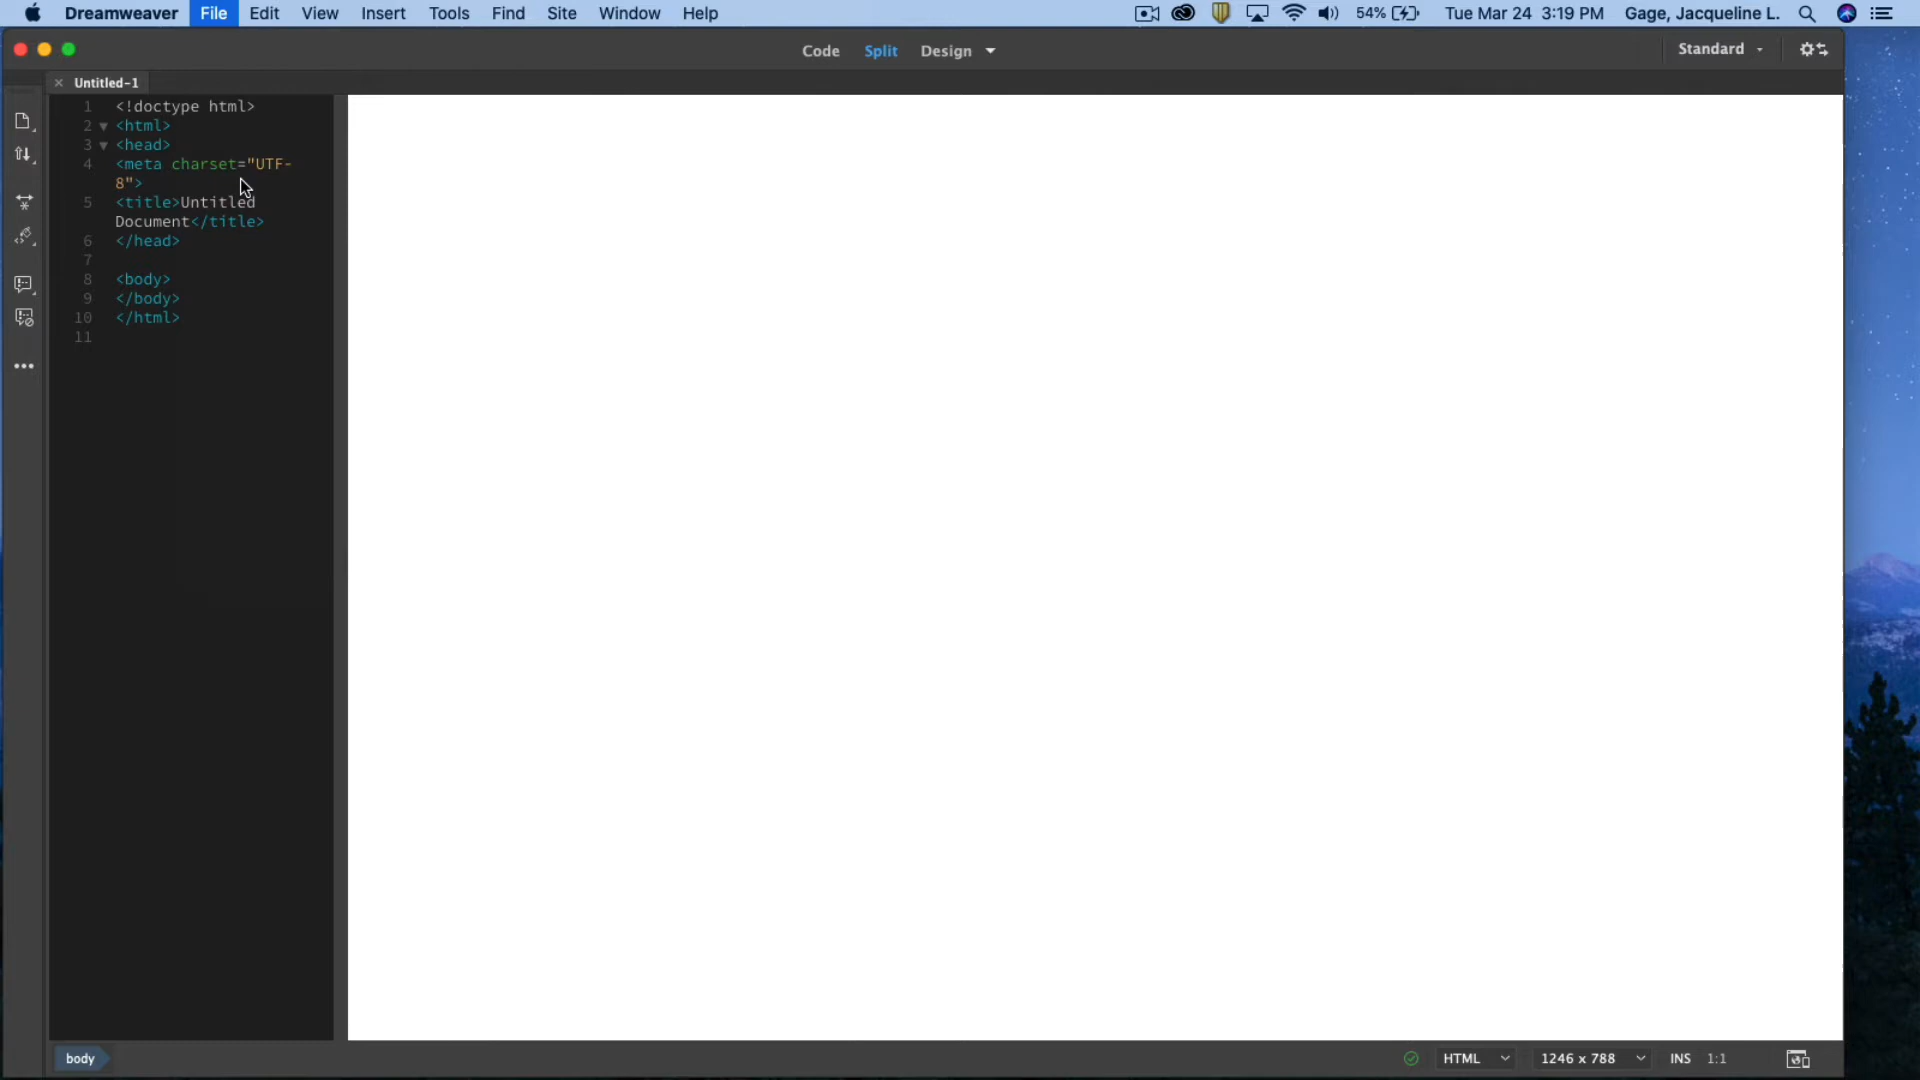 Dreamweaver File Edit View Insert Tools Find Site Window Help 54% Tue Mar 24 3:19 PM Gage, Jacqueline L.
Code Split Design Standard
Untitled-1
1 <!doctype html>
2 <html>
3 <head>
4 <meta charset="UTF-
8">
5 <title>Untitled
Document</title>
6 </head>
7
8 <body>
9 </body>
10 </html>
11
body HTML 1246 x 788 INS 1:1